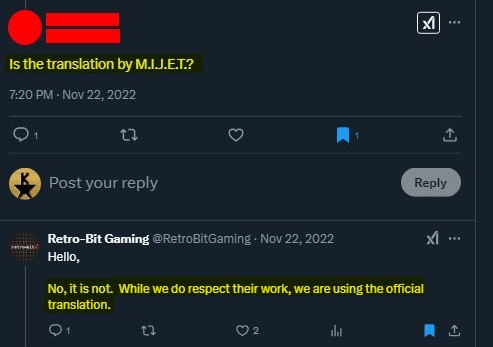 Is the translation by M.I.J.E.T.?
7:20 PM · Nov 22, 2022
1
1
Post your reply
Reply
Retro-Bit Gaming @RetroBitGaming · Nov 22, 2022
Hello,
No, it is not. While we do respect their work, we are using the official
translation.
1
2